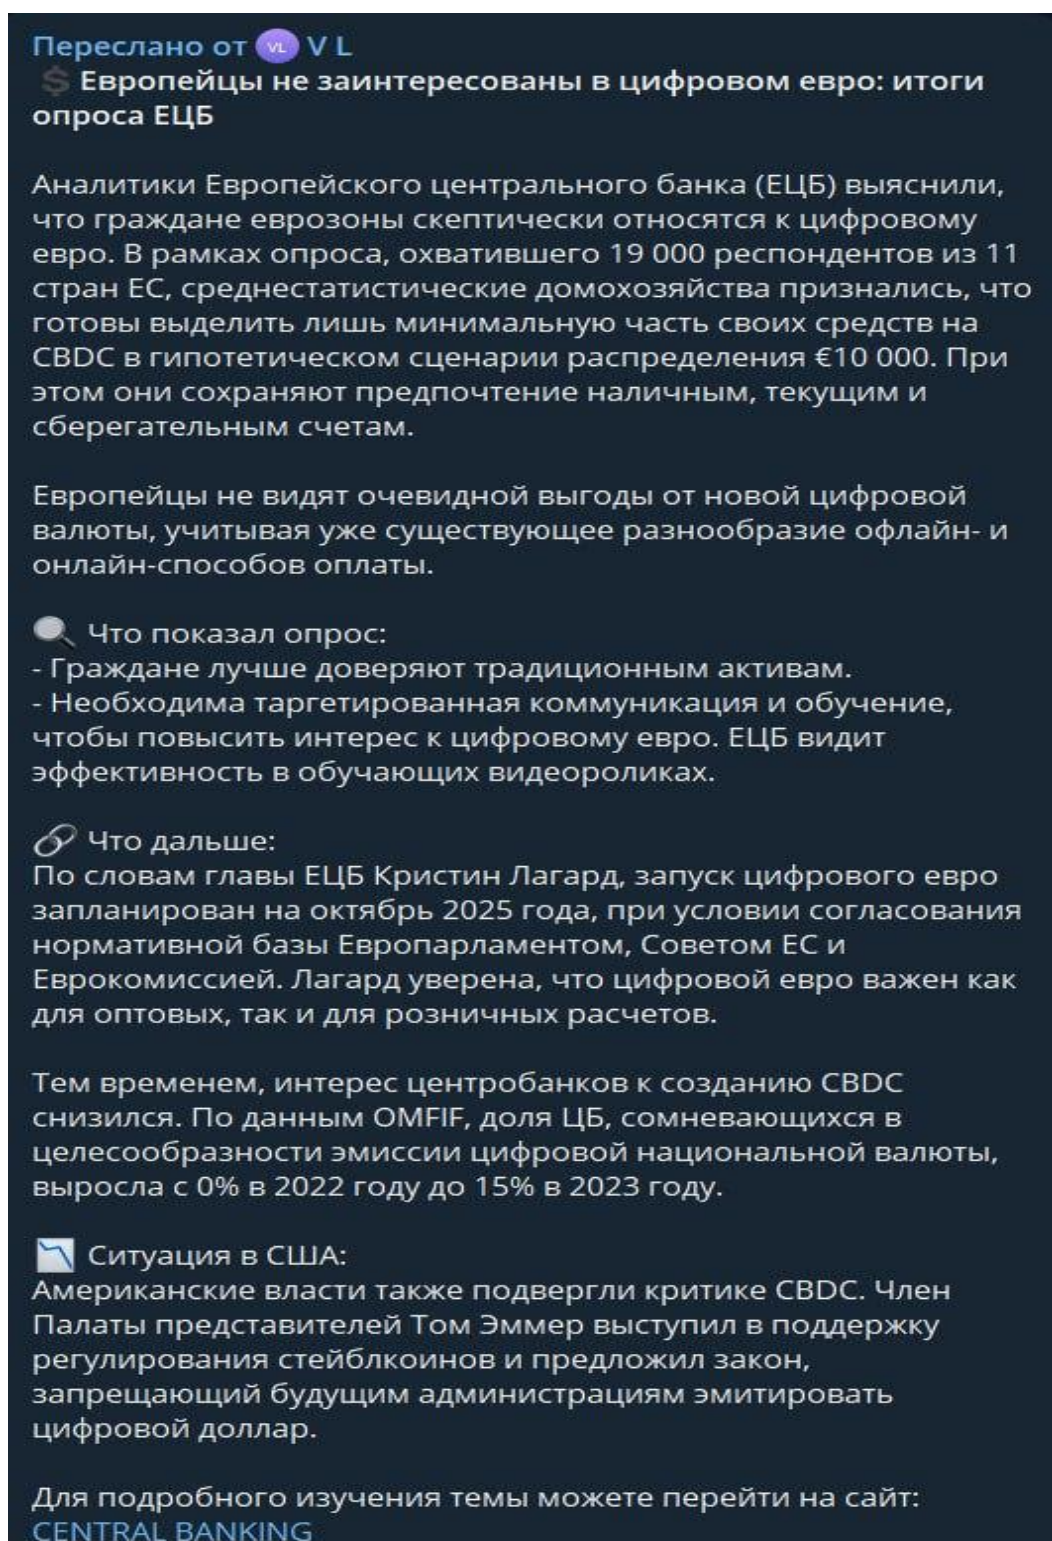 Переслано от VL V L
Европейцы не заинтересованы в цифровом евро: итоги
опроса ЕЦБ
Аналитики Европейского центрального банка (ЕЦБ) выяснили,
что граждане еврозоны скептически относятся к цифровому
евро. В рамках опроса, охватившего 19 000 респондентов из 11
стран ЕС, среднестатистические домохозяйства признались, что
готовы выделить лишь минимальную часть своих средств на
CBDC в гипотетическом сценарии распределения €10 000. При
этом они сохраняют предпочтение наличным, текущим и
сберегательным счетам.
Европейцы не видят очевидной выгоды от новой цифровой
валюты, учитывая уже существующее разнообразие офлайн- и
онлайн-способов оплаты.
Что показал опрос:
- Граждане лучше доверяют традиционным активам.
- Необходима таргетированная коммуникация и обучение,
чтобы повысить интерес к цифровому евро. ЕЦБ видит
эффективность в обучающих видеороликах.
Что дальше:
По словам главы ЕЦБ Кристин Лагард, запуск цифрового евро
запланирован на октябрь 2025 года, при условии согласования
нормативной базы Европарламентом, Советом ЕС и
Еврокомиссией. Лагард уверена, что цифровой евро важен как
для оптовых, так и для розничных расчетов.
Тем временем, интерес центробанков к созданию CBDC
снизился. По данным OMFIF, доля ЦБ, сомневающихся в
целесообразности эмиссии цифровой национальной валюты,
выросла с 0% в 2022 году до 15% в 2023 году.
Ситуация в США:
Американские власти также подвергли критике CBDC. Член
Палаты представителей Том Эммер выступил в поддержку
регулирования стейблкоинов и предложил закон,
запрещающий будущим администрациям эмитировать
цифровой доллар.
Для подробного изучения темы можете перейти на сайт:
CENTRAL BANKING